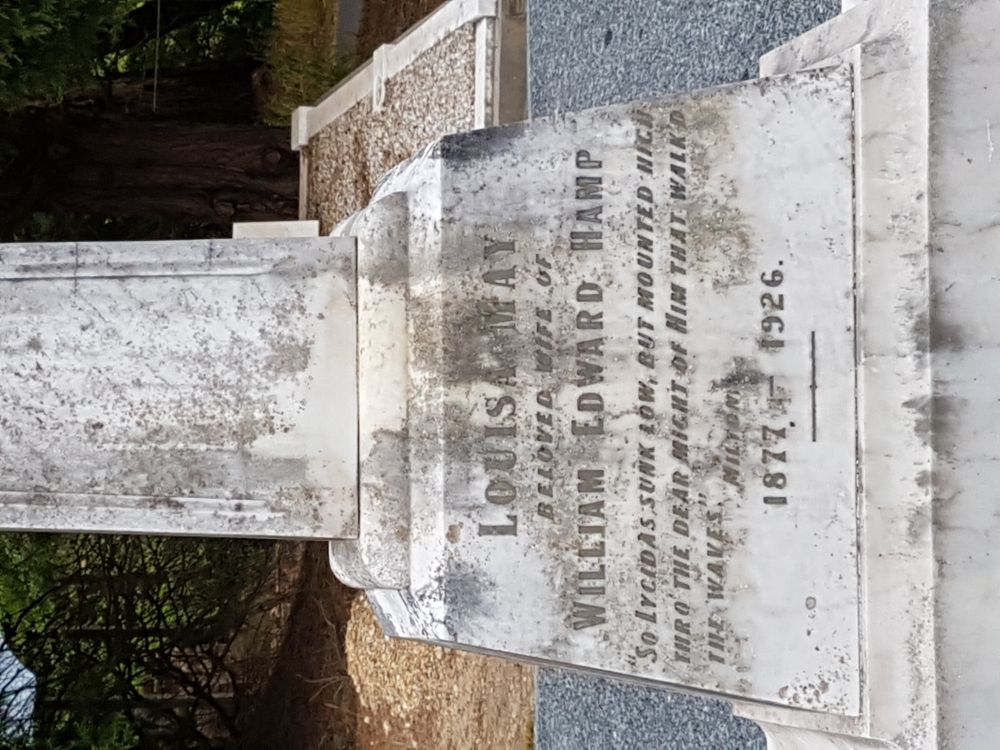 LOUISA MAY
BELOVED WIFE OF
WILLIAM EDWARD HAMP
"SO LYCIDAS SUNK LOW, BUT MOUNTED HIGH
THRO THE DEAR MIGHT OF HIM THAT WALK'D
THE WAVES."
MILTON
1877 – 1926.